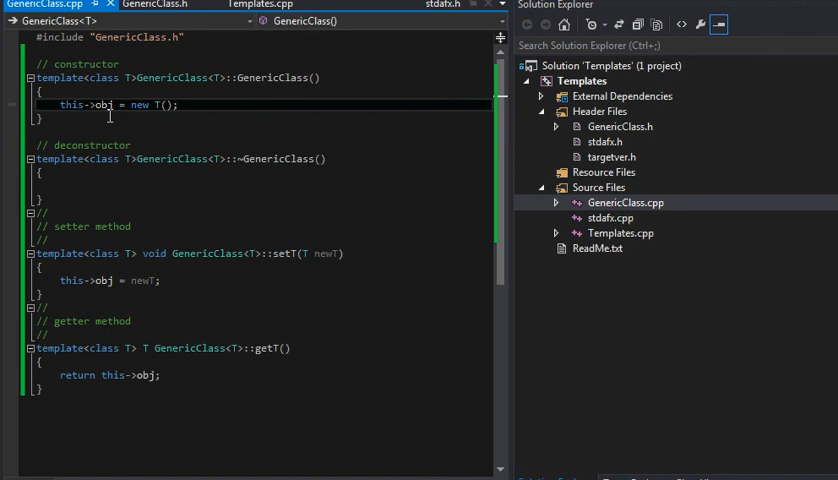 GenericClass.cpp
GenericClass.h
Templates.cpp
stdafx.h
Solution Explorer
GenericClass<T>
GenericClass()
#include "GenericClass.h"
// constructor
template<class T>GenericClass<T>::GenericClass()
{
this->obj = new T();
}
// deconstructor
template<class T>GenericClass<T>::~GenericClass()
{
}
//
// setter method
//
template<class T> void GenericClass<T>::setT(T newT)
{
this->obj = newT;
}
//
// getter method
//
template<class T> T GenericClass<T>::getT()
{
return this->obj;
}
Search Solution Explorer (Ctrl+;)
Solution 'Templates' (1 project)
Templates
External Dependencies
Header Files
GenericClass.h
stdafx.h
targetver.h
Resource Files
Source Files
GenericClass.cpp
stdafx.cpp
Templates.cpp
ReadMe.txt